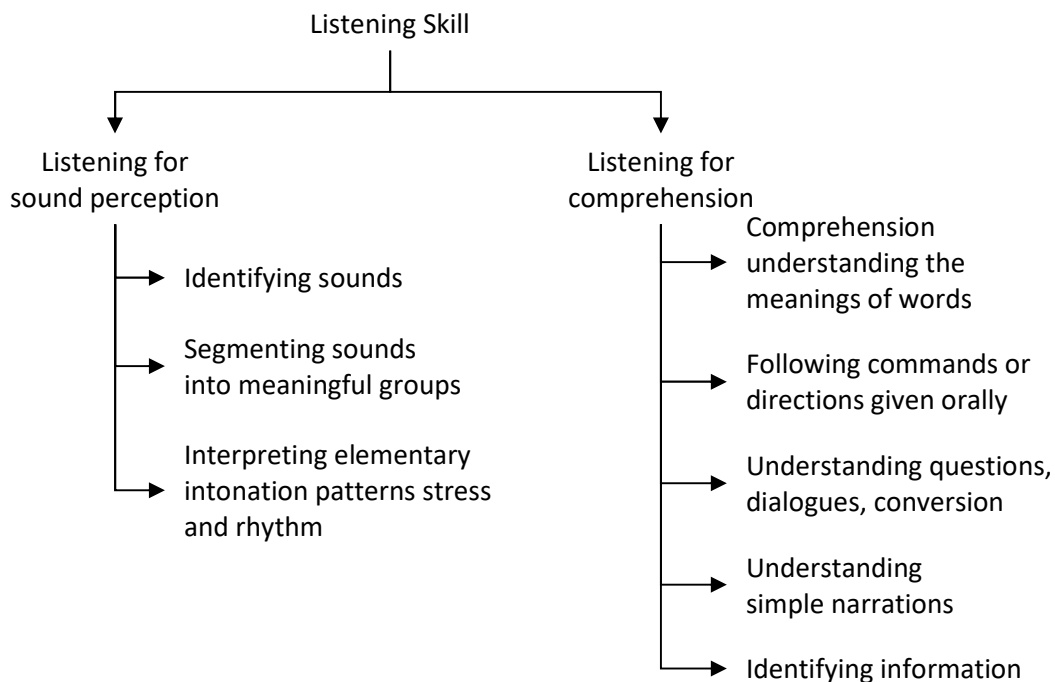 Listening Skill
Listening for
sound perception
Identifying sounds
Segmenting sounds
into meaningful groups
Interpreting elementary
intonation patterns stress
and rhythm
Listening for
comprehension
Comprehension
understanding the
meanings of words
Following commands or
directions given orally
Understanding questions,
dialogues, conversion
Understanding
simple narrations
Identifying information